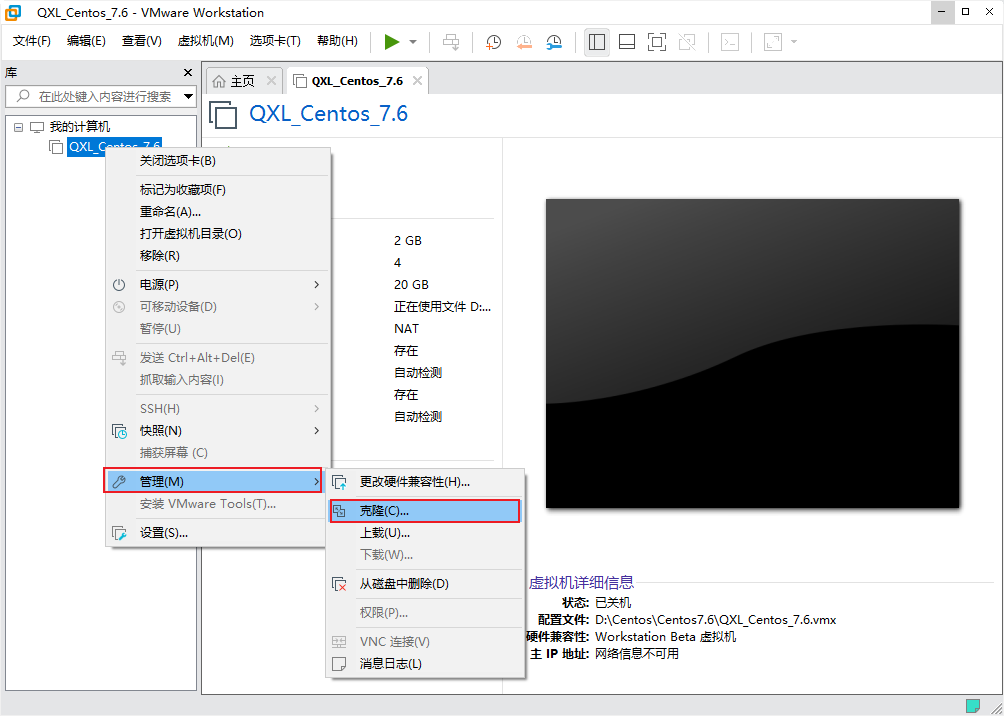 QXL_Centos_7.6 - VMware Workstation
文件(F) 编辑(E) 查看(V) 虚拟机(M) 选项卡(T) 帮助(H)
库
在此处键入内容进行搜索
主页
QXL_Centos_7.6
QXL_Centos_7.6
我的计算机
QXL_Centos_7.6
关闭选项卡(B)
标记为收藏项(F)
重命名(A)...
打开虚拟机目录(O)
移除(R)
电源(P)
可移动设备(D)
暂停(U)
发送 Ctrl+Alt+Del(E)
抓取输入内容(I)
SSH(H)
快照(N)
捕获屏幕 (C)
管理(M)
安装 VMware Tools(T)...
设置(S)...
2 GB
4
20 GB
正在使用文件 D:...
NAT
存在
自动检测
存在
自动检测
更改硬件兼容性(H)...
克隆(C)...
上载(U)...
下载(W)...
从磁盘中删除(D)
权限(P)...
VNC 连接(V)
消息日志(L)
虚拟机详细信息
状态: 已关机
配置文件: D:\Centos\Centos7.6\QXL_Centos_7.6.vmx
硬件兼容性: Workstation Beta 虚拟机
主 IP 地址: 网络信息不可用